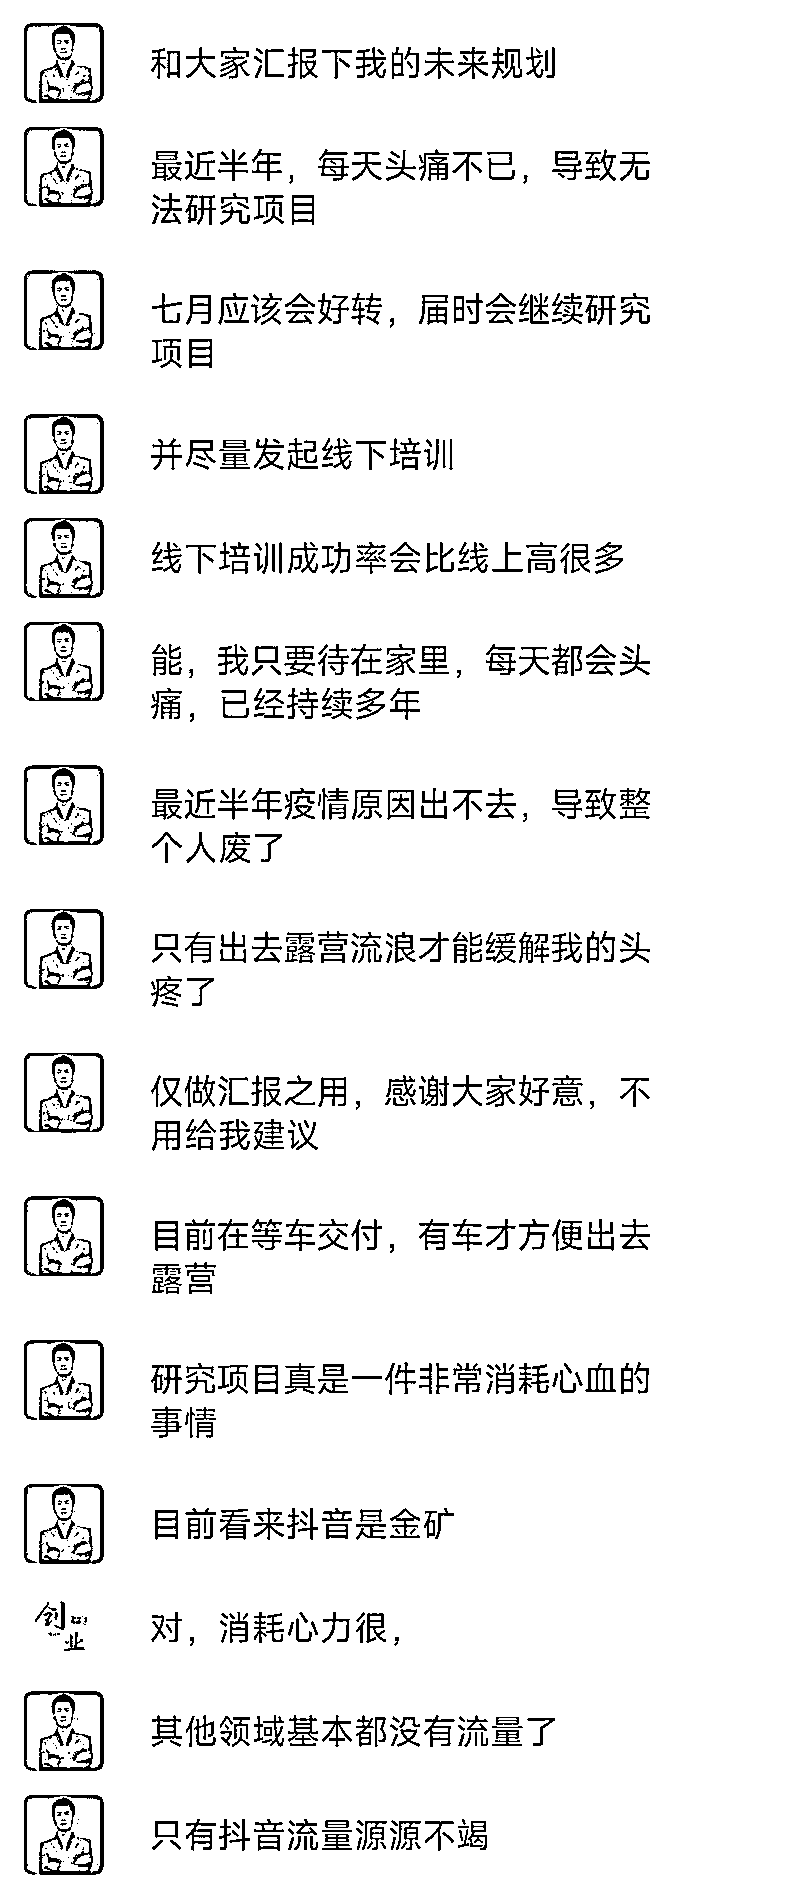 和大家汇报下我的未来规划
最近半年，每天头痛不已，导致无
法研究项目
七月应该会好转，届时会继续研究
项目
并尽量发起线下培训
线下培训成功率会比线上高很多
能，我只要待在家里，每天都会头
痛，已经持续多年
最近半年疫情原因出不去，导致整
个人废了
只有出去露营流浪才能缓解我的头
疼了
仅做汇报之用，感谢大家好意，不
用给我建议
目前在等车交付，有车才方便出去
露营
研究项目真是一件非常消耗心血的
事情
目前看来抖音是金矿
创
业
对，消耗心力很，
其他领域基本都没有流量了
只有抖音流量源源不竭